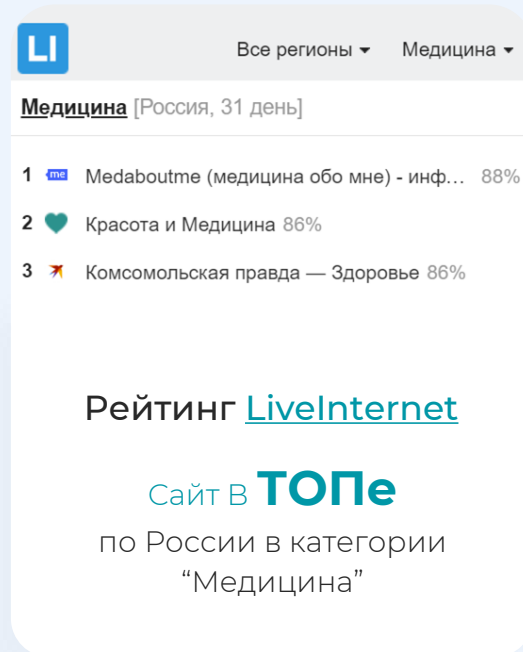 LI Все регионы Медицина
Медицина [Россия, 31 день]
1 me Medaboutme (медицина обо мне) - инф... 88%
2 Красота и Медицина 86%
3 Комсомольская правда — Здоровье 86%
Рейтинг LiveInternet
Сайт В ТОПе
по России в категории
“Медицина”